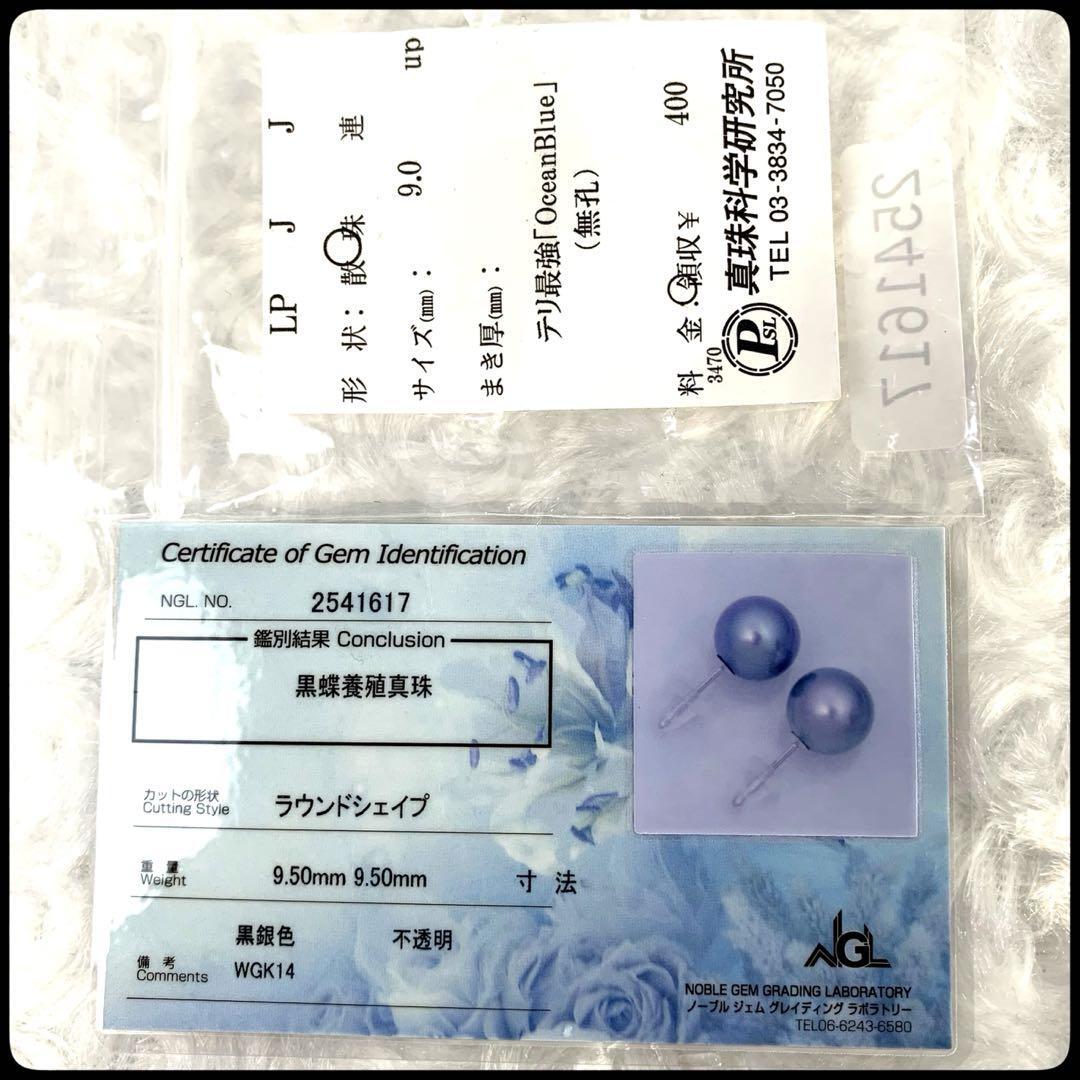 LP J J
形 状: 散 珠 連
サイズ(mm): 9.0 up
まき厚(mm):
テリ最強「OceanBlue」
(無孔)
料 金:領収¥ 400
3470
PSL
真珠科学研究所
TEL 03-3834-7050
2541617
Certificate of Gem Identification
NGL. NO. 2541617
鑑別結果 Conclusion
黒蝶養殖真珠
カットの形状
Cutting Style ラウンドシェイプ
重 量
Weight 9.50mm 9.50mm 寸 法
黒銀色 不透明
備 考
Comments WGK14
NGL
NOBLE GEM GRADING LABORATORY
ノーブル ジェム グレイディング ラボラトリー
TEL06-6243-6580